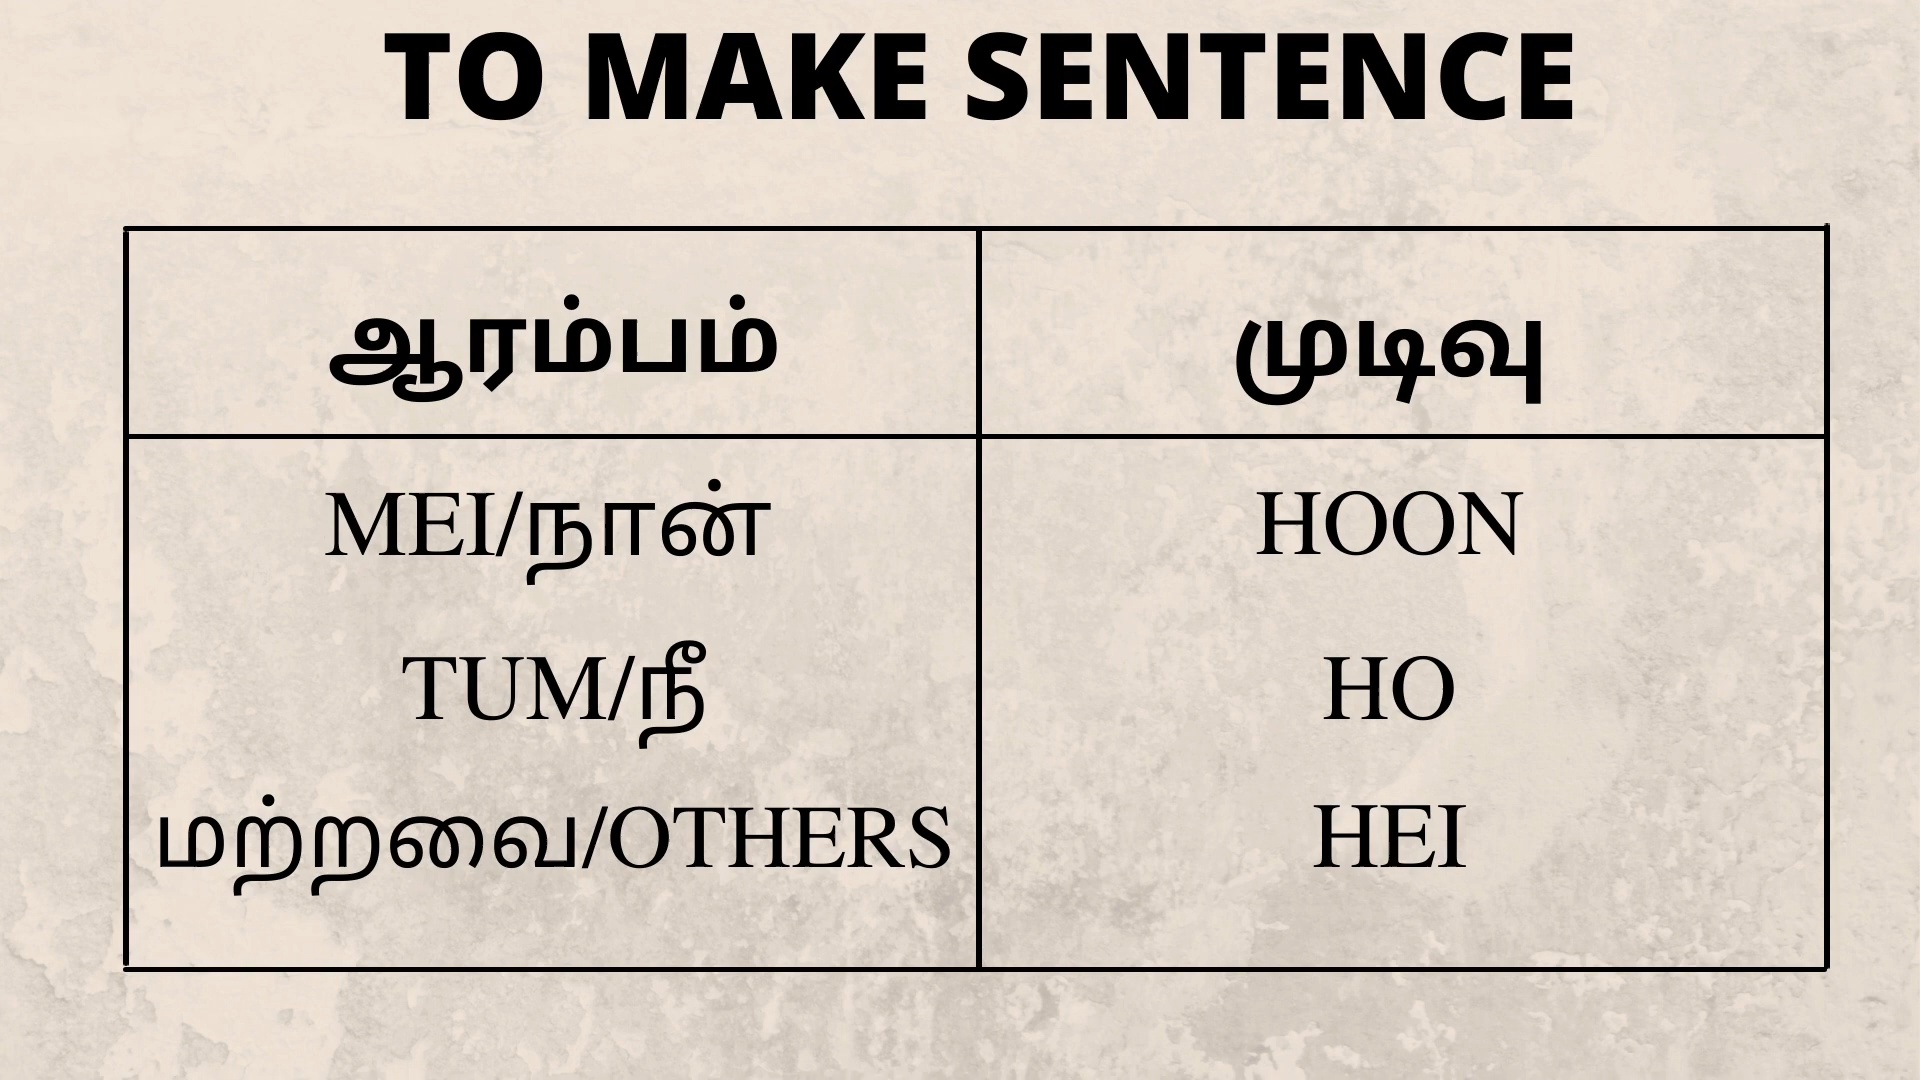 TO MAKE SENTENCE
ஆரம்பம் முடிவு
MEI/நான் HOON
TUM/நீ HO
மற்றவை/OTHERS HEI